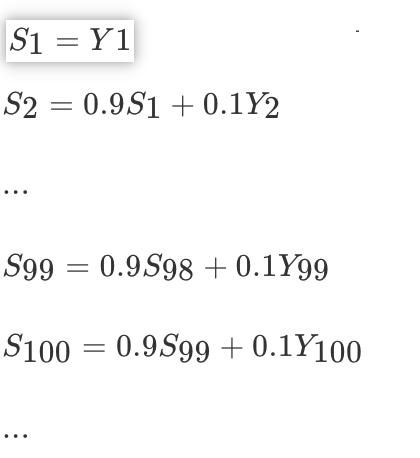 S1 = Y1
S2 = 0.9S1 + 0.1Y2
...
S99 = 0.9S98 + 0.1Y99
S100 = 0.9S99 + 0.1Y100
...